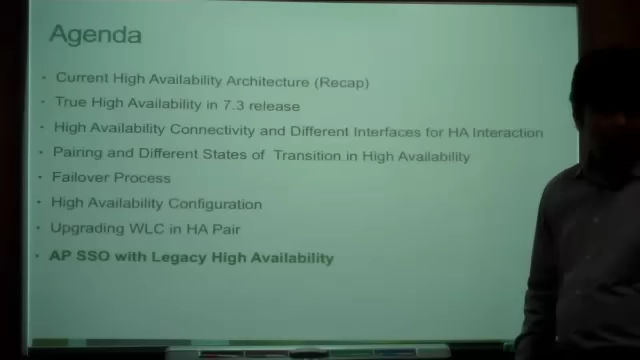 Agenda
Current High Availability Architecture (Recap)
True High Availability in 7.3 release
High Availability Connectivity and Different Interfaces for HA Interaction
Pairing and Different States of Transition in High Availability
Failover Process
High Availability Configuration
Upgrading WLC in HA Pair
AP SSO with Legacy High Availability